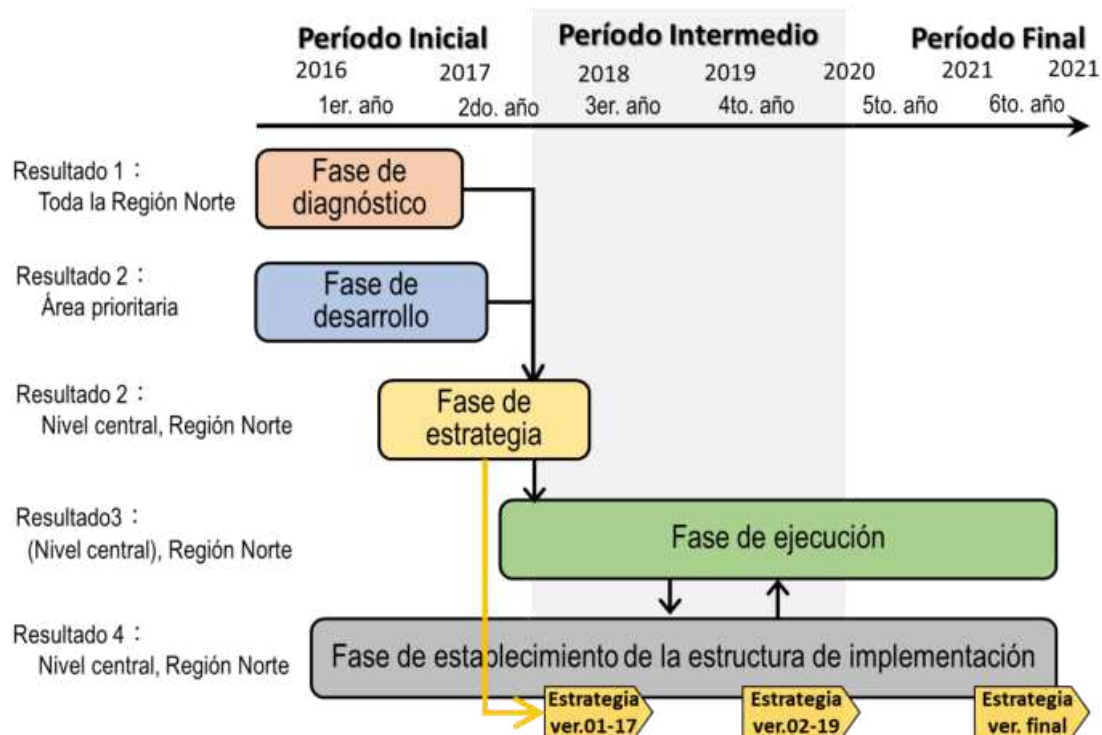 Período Inicial
Período Intermedio
Período Final
2016
2017
2018
2019
2020
2021
2021
1er. año
2do. año
3er. año
4to. año
5to. año
6to. año
Resultado 1：
Toda la Región Norte
Fase de
diagnóstico
Resultado 2：
Área prioritaria
Fase de
desarrollo
Resultado 2：
Nivel central, Región Norte
Fase de
estrategia
Resultado3：
(Nivel central), Región Norte
Fase de ejecución
Resultado 4：
Nivel central, Región Norte
Fase de establecimiento de la estructura de implementación
Estrategia
ver.01-17
Estrategia
ver.02-19
Estrategia
ver. final